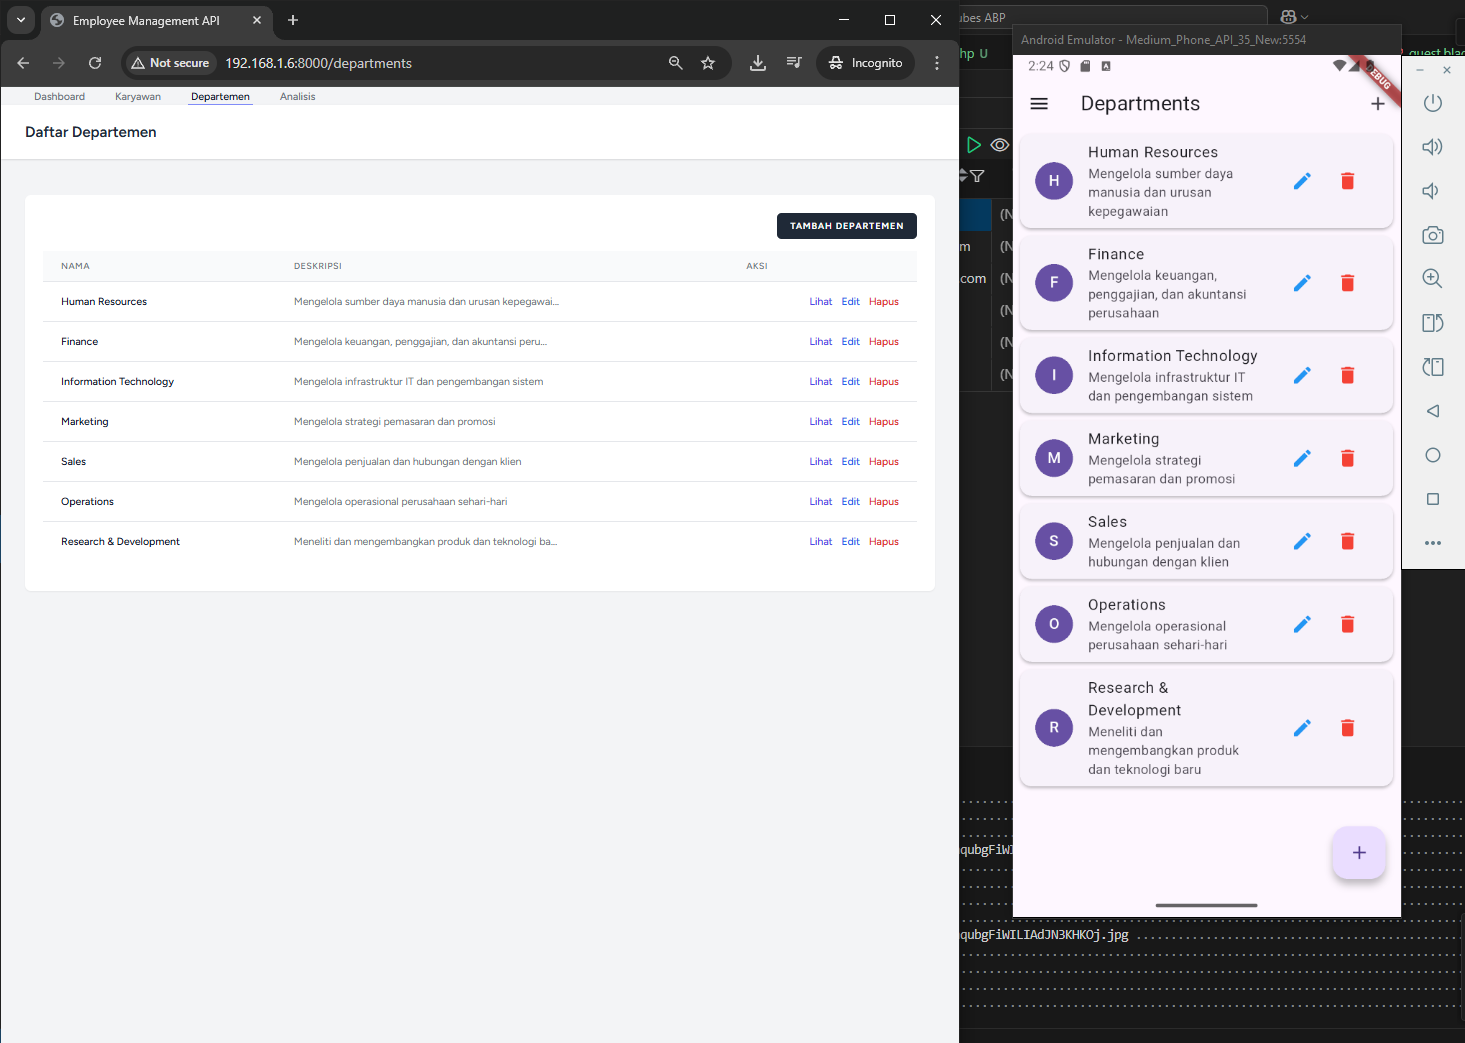 Employee Management API
Not secure
192.168.1.6:8000/departments
Incognito
Dashboard
Karyawan
Departemen
Analisis
Daftar Departemen
TAMBAH DEPARTEMEN
NAMA
DESKRIPSI
AKSI
Human Resources
Mengelola sumber daya manusia dan urusan kepegawai...
Lihat
Edit
Hapus
Finance
Mengelola keuangan, penggajian, dan akuntansi peru...
Lihat
Edit
Hapus
Information Technology
Mengelola infrastruktur IT dan pengembangan sistem
Lihat
Edit
Hapus
Marketing
Mengelola strategi pemasaran dan promosi
Lihat
Edit
Hapus
Sales
Mengelola penjualan dan hubungan dengan klien
Lihat
Edit
Hapus
Operations
Mengelola operasional perusahaan sehari-hari
Lihat
Edit
Hapus
Research & Development
Meneliti dan mengembangkan produk dan teknologi ba...
Lihat
Edit
Hapus
ubes ABP
hp U
m
com
(N
(N
(N
(N
(N
(N
quest.blad
Android Emulator - Medium_Phone_API_35_New:5554
2:24
A
Departments
H
Human Resources
Mengelola sumber daya
manusia dan urusan
kepegawaian
F
Finance
Mengelola keuangan,
penggajian, dan akuntansi
perusahaan
I
Information Technology
Mengelola infrastruktur IT
dan pengembangan sistem
M
Marketing
Mengelola strategi
pemasaran dan promosi
S
Sales
Mengelola penjualan dan
hubungan dengan klien
O
Operations
Mengelola operasional
perusahaan sehari-hari
R
Research &
Development
Meneliti dan
mengembangkan produk
dan teknologi baru
qubgFiWI
qubgFiWILIAdJN3KHKOj.jpg